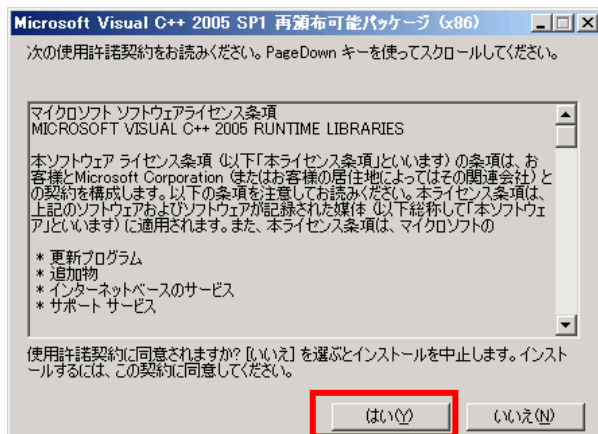 Microsoft Visual C++ 2005 SP1 再頒布可能パッケージ (x86)
次の使用許諾契約をお読みください。PageDown キーを使ってスクロールしてください。
マイクロソフト ソフトウェアライセンス条項
MICROSOFT VISUAL C++ 2005 RUNTIME LIBRARIES
本ソフトウェア ライセンス条項 (以下「本ライセンス条項」といいます) の条項は、お
客様とMicrosoft Corporation (またはお客様の居住地によってはその関連会社) と
の契約を構成します。以下の条項を注意してお読みください。本ライセンス条項は、
上記のソフトウェアおよびソフトウェアが記録された媒体 (以下総称して「本ソフトウェ
ア」といいます) に適用されます。また、本ライセンス条項は、マイクロソフトの
* 更新プログラム
* 追加物
* インターネットベースのサービス
* サポート サービス
使用許諾契約に同意されますか? [いいえ] を選ぶとインストールを中止します。インスト
ールするには、この契約に同意してください。
はい(Y) いいえ(N)